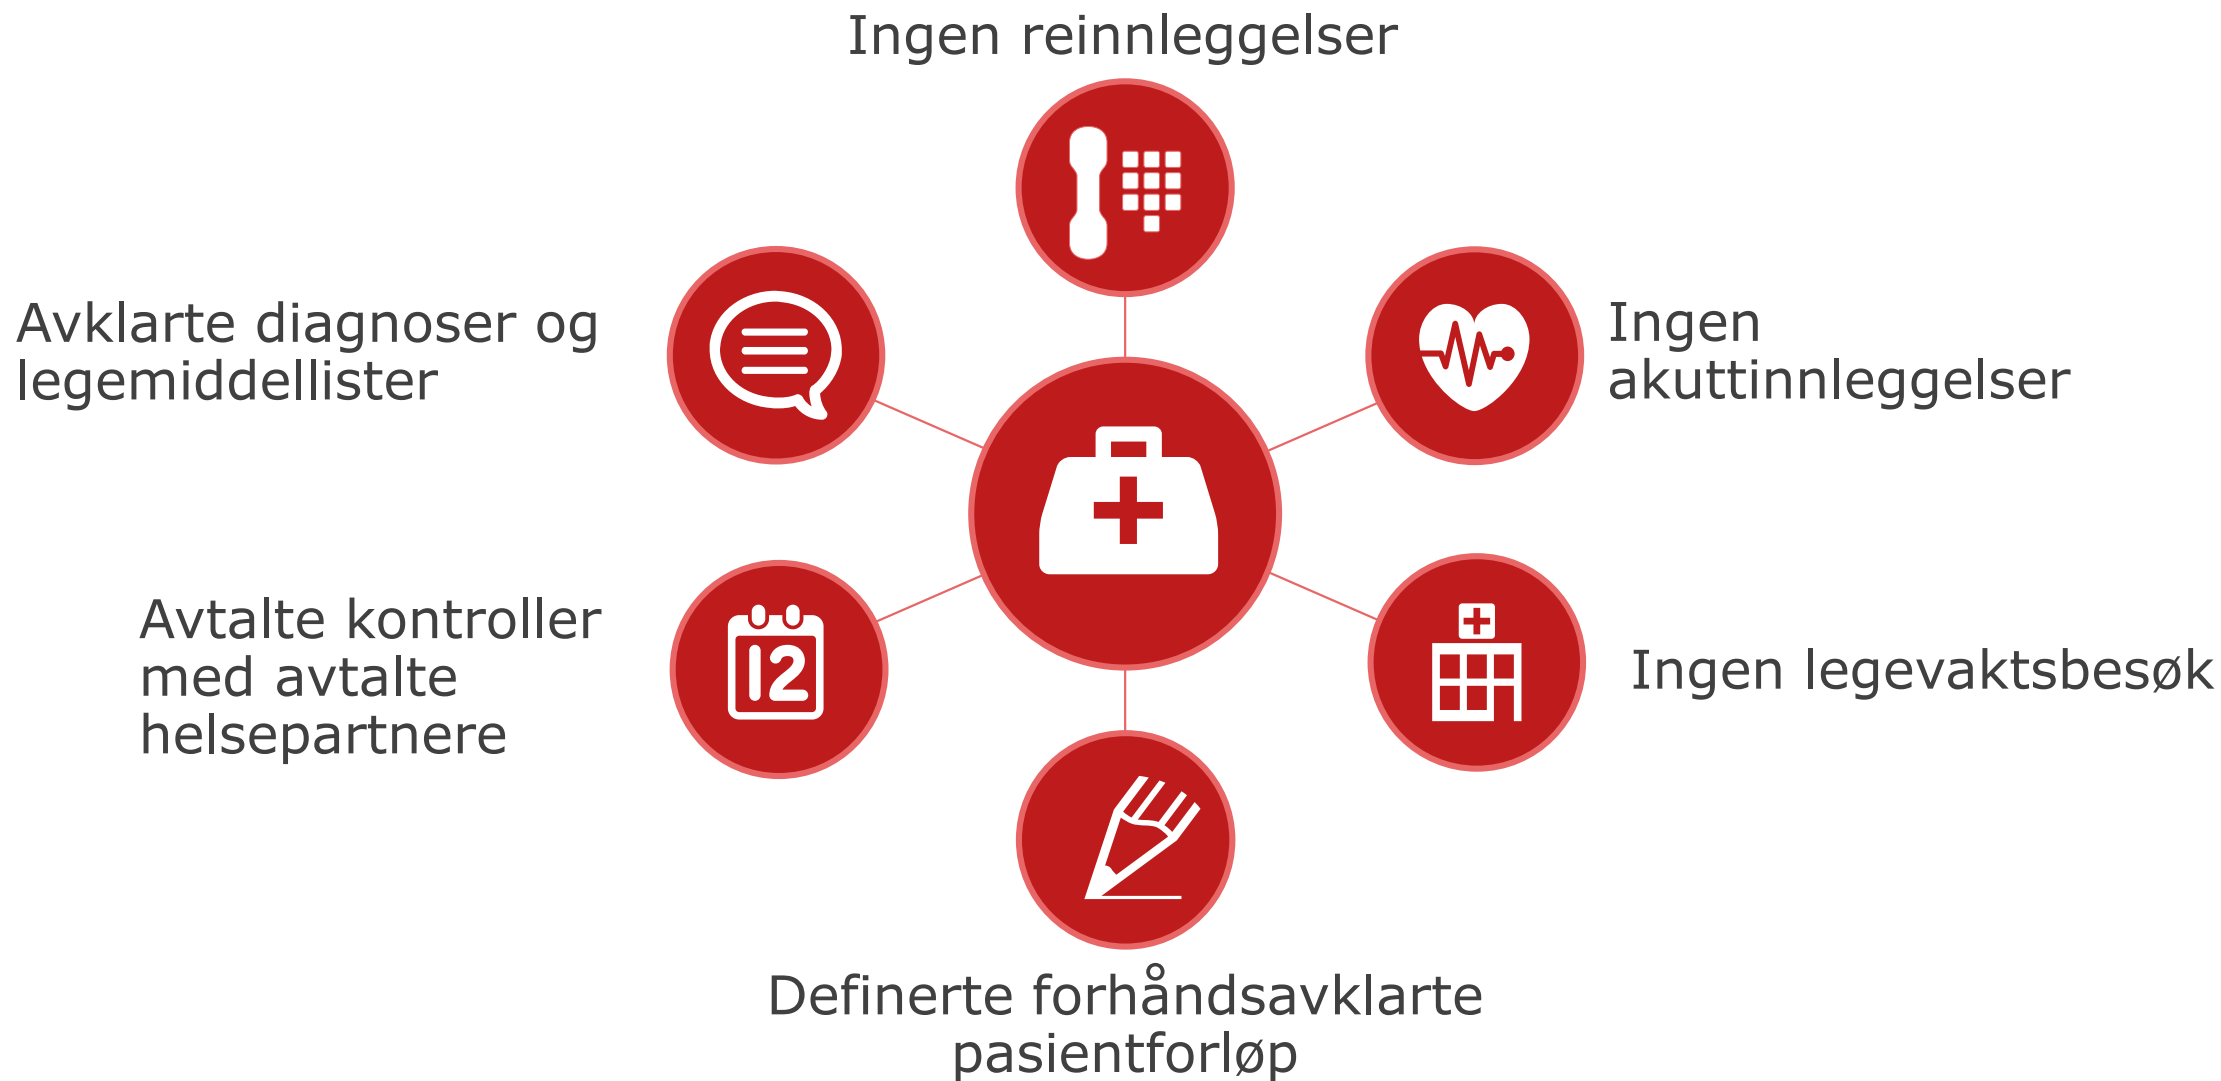 Ingen reinnleggelser
Avklarte diagnoser og
legemiddellister
Ingen
akuttinnleggelser
Avtalte kontroller
med avtalte
helsepartnere
12
Ingen legevaktsbesøk
Definerte forhåndsavklarte
pasientforløp